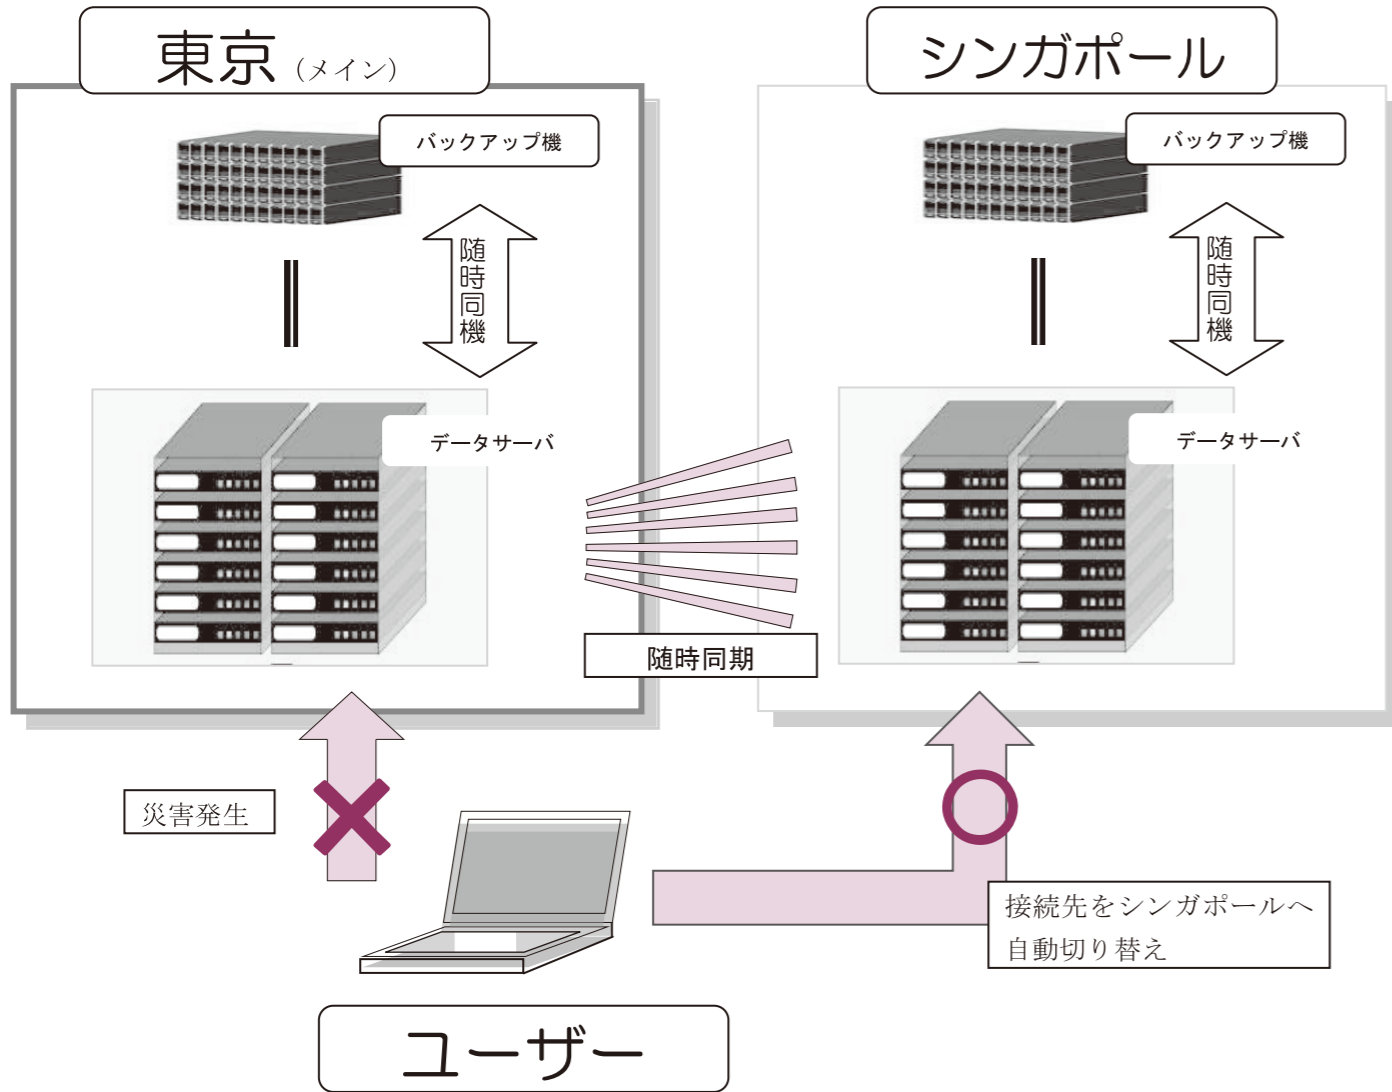 東京（メイン）
シンガポール
バックアップ機
バックアップ機
随時同機
随時同機
データサーバ
データサーバ
随時同期
災害発生
接続先をシンガポールへ
自動切り替え
ユーザー